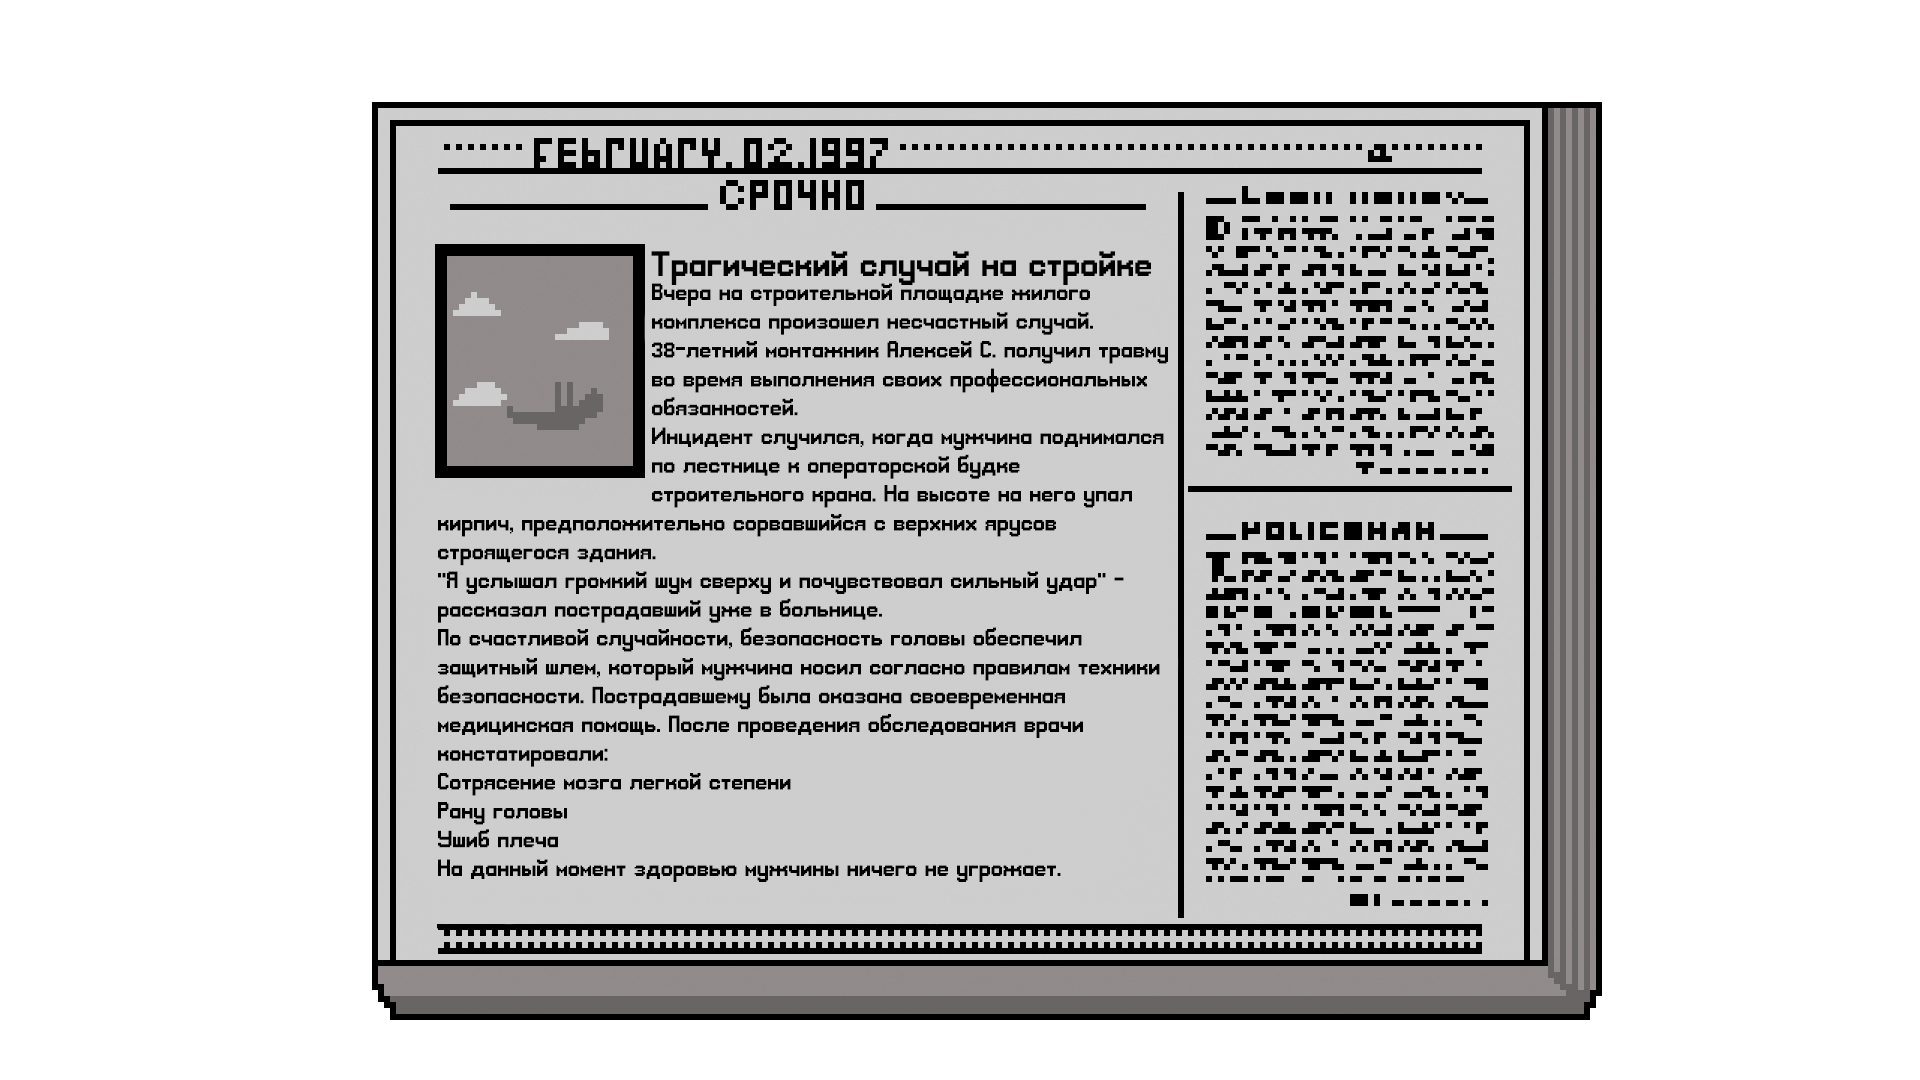 FEBRUARY.02.1997
СРОЧНО
Трагический случай на стройке
Вчера на строительной площадке жилого
комплекса произошел несчастный случай.
38-летний монтажник Алексей С. получил травму
во время выполнения своих профессиональных
обязанностей.
Инцидент случился, когда мужчина поднимался
по лестнице к операторской будке
строительного крана. На высоте на него упал
кирпич, предположительно сорвавшийся с верхних ярусов
строящегося здания.
"Я услышал громкий шум сверху и почувствовал сильный удар" -
рассказал пострадавший уже в больнице.
По счастливой случайности, безопасность головы обеспечил
защитный шлем, который мужчина носил согласно правилам техники
безопасности. Пострадавшему была оказана своевременная
медицинская помощь. После проведения обследования врачи
констатировали:
Сотрясение мозга легкой степени
Рану головы
Ушиб плеча
На данный момент здоровью мужчины ничего не угрожает.